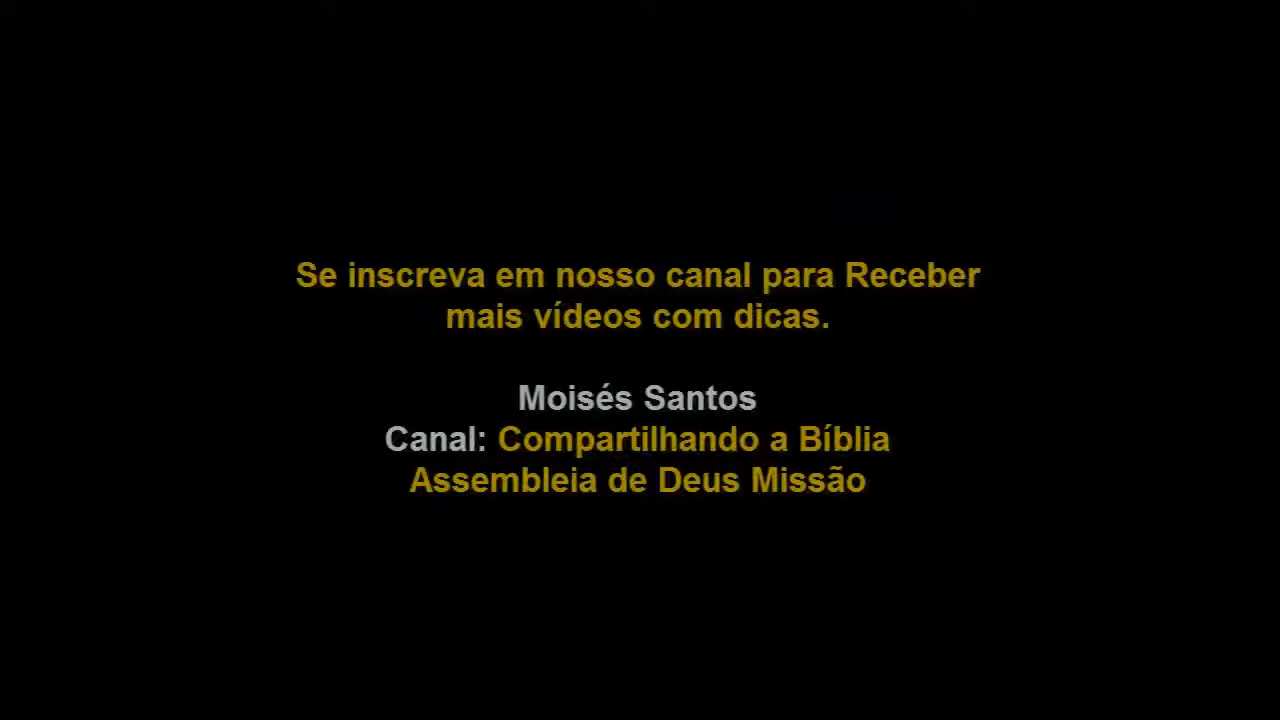 Se inscreva em nosso canal para Receber
mais vídeos com dicas.
Moisés Santos
Canal: Compartilhando a Bíblia
Assembleia de Deus Missão